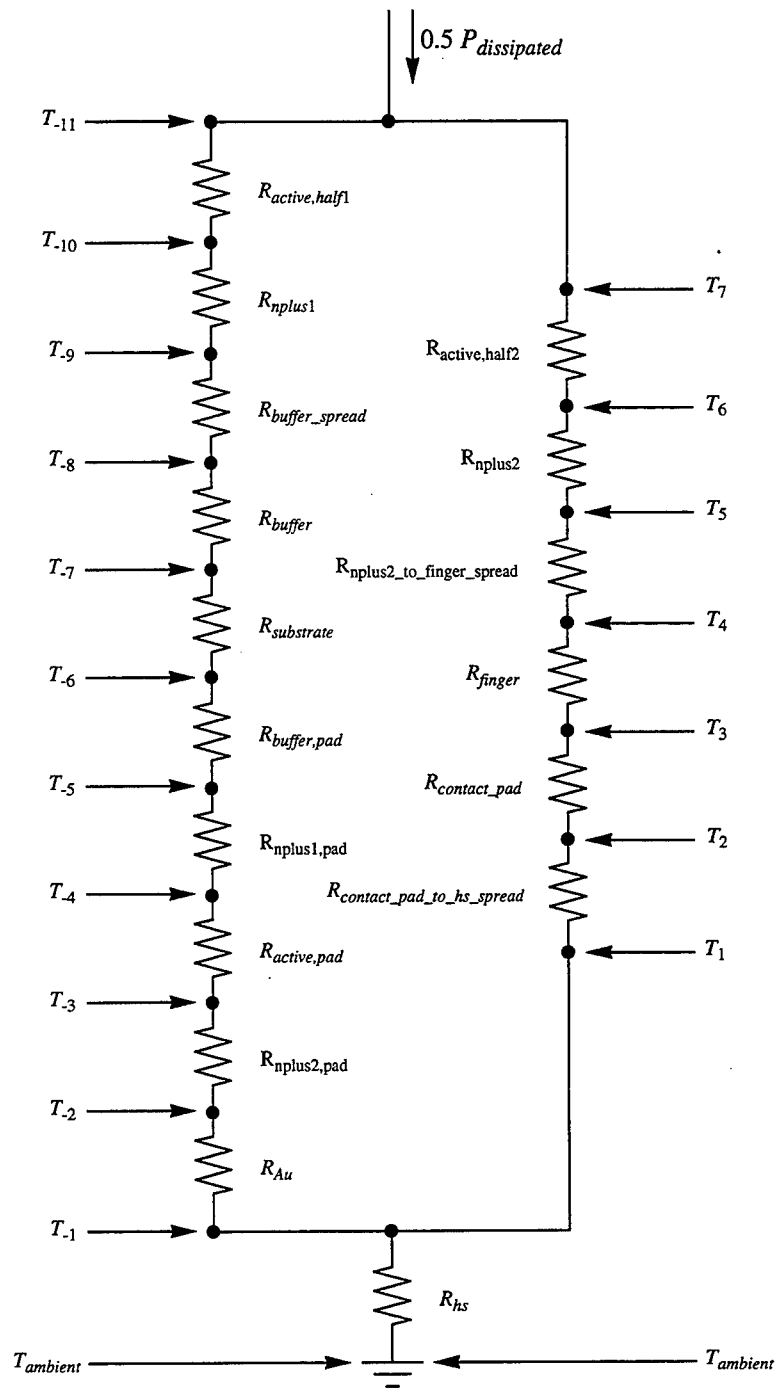 0.5 P_dissipated
T_-11
R_active,half1
T_-10
T_7
R_nplus1
T_-9
R_active,half2
T_6
R_buffer_spread
T_-8
R_nplus2
T_5
R_buffer
T_-7
R_nplus2_to_finger_spread
T_4
R_substrate
T_-6
R_finger
T_3
R_buffer,pad
T_-5
R_contact_pad
T_2
R_nplus1,pad
T_-4
R_contact_pad_to_hs_spread
T_1
R_active,pad
T_-3
R_nplus2,pad
T_-2
R_Au
T_-1
R_hs
T_ambient
T_ambient